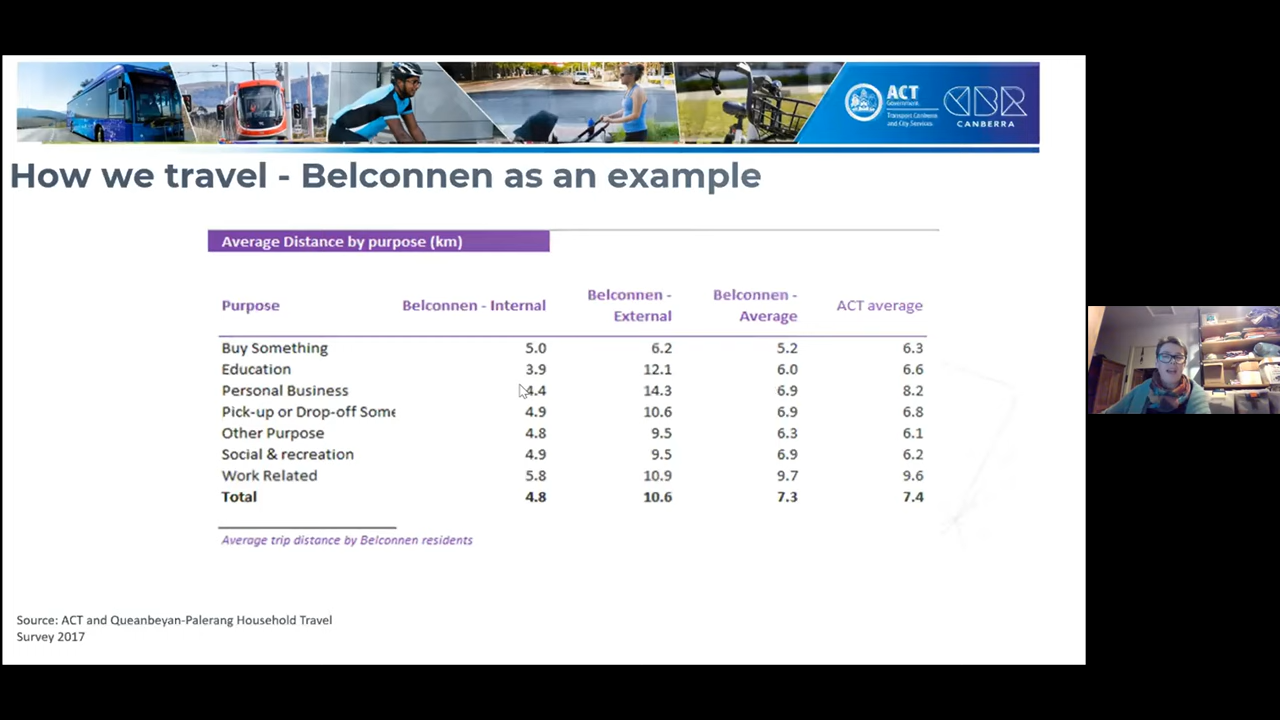 ACT
Government
Transport Canberra
and City Services
CBR
CANBERRA
How we travel - Belconnen as an example
Average Distance by purpose (km)
Purpose Belconnen - Internal Belconnen - External Belconnen - Average ACT average
Buy Something 5.0 6.2 5.2 6.3
Education 3.9 12.1 6.0 6.6
Personal Business 4.4 14.3 6.9 8.2
Pick-up or Drop-off Some 4.9 10.6 6.9 6.8
Other Purpose 4.8 9.5 6.3 6.1
Social & recreation 4.9 9.5 6.9 6.2
Work Related 5.8 10.9 9.7 9.6
Total 4.8 10.6 7.3 7.4
Average trip distance by Belconnen residents
Source: ACT and Queanbeyan-Palerang Household Travel
Survey 2017